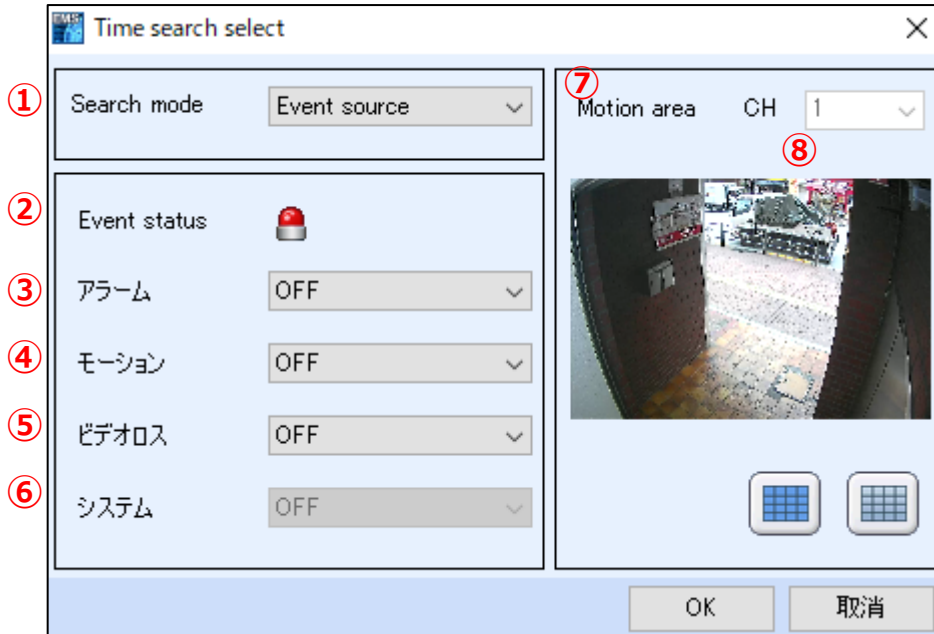 Time search select
① Search mode Event source
② Event status
③ アラーム OFF
④ モーション OFF
⑤ ビデオロス OFF
⑥ システム OFF
⑦
Motion area CH 1
⑧
OK 取消